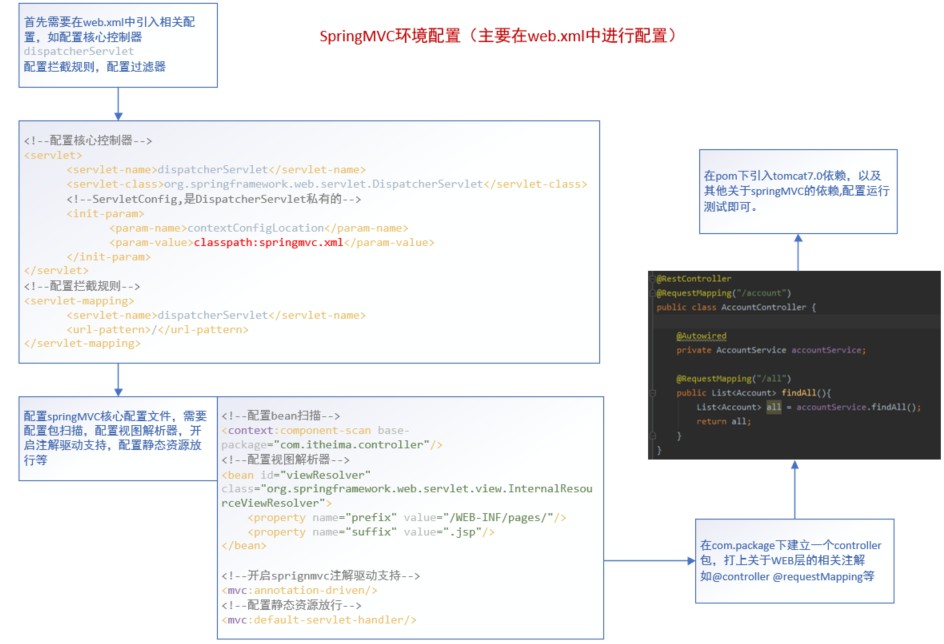 首先需要在web.xml中引入相关配
置，如配置核心控制器
dispatcherServlet
配置拦截规则，配置过滤器
SpringMVC环境配置（主要在web.xml中进行配置）
<!--配置核心控制器-->
<servlet>
<servlet-name>dispatcherServlet</servlet-name>
<servlet-class>org.springframework.web.servlet.DispatcherServlet</servlet-class>
<!--ServletConfig,是DispatcherServlet私有的-->
<init-param>
<param-name>contextConfigLocation</param-name>
<param-value>classpath:springmvc.xml</param-value>
</init-param>
</servlet>
<!--配置拦截规则-->
<servlet-mapping>
<servlet-name>dispatcherServlet</servlet-name>
<url-pattern>/</url-pattern>
</servlet-mapping>
配置springMVC核心配置文件，需要
配置包扫描，配置视图解析器，开
启注解驱动支持，配置静态资源放
行等
<!--配置bean扫描-->
<context:component-scan base-
package="com.itheima.controller"/>
<!--配置视图解析器-->
<bean id="viewResolver"
class="org.springframework.web.servlet.view.InternalResou
rceViewResolver">
<property name="prefix" value="/WEB-INF/pages/"/>
<property name="suffix" value=".jsp"/>
</bean>
<!--开启sprignmvc注解驱动支持-->
<mvc:annotation-driven/>
<!--配置静态资源放行-->
<mvc:default-servlet-handler/>
在com.package下建立一个controller
包，打上关于WEB层的相关注解
如@controller @requestMapping等
@RestController
@RequestMapping("/account")
public class AccountController {
@Autowired
private AccountService accountService;
@RequestMapping("/all")
public List<Account> findAll(){
List<Account> all = accountService.findAll();
return all;
}
}
在pom下引入tomcat7.0依赖，以及
其他关于springMVC的依赖,配置运行
测试即可。